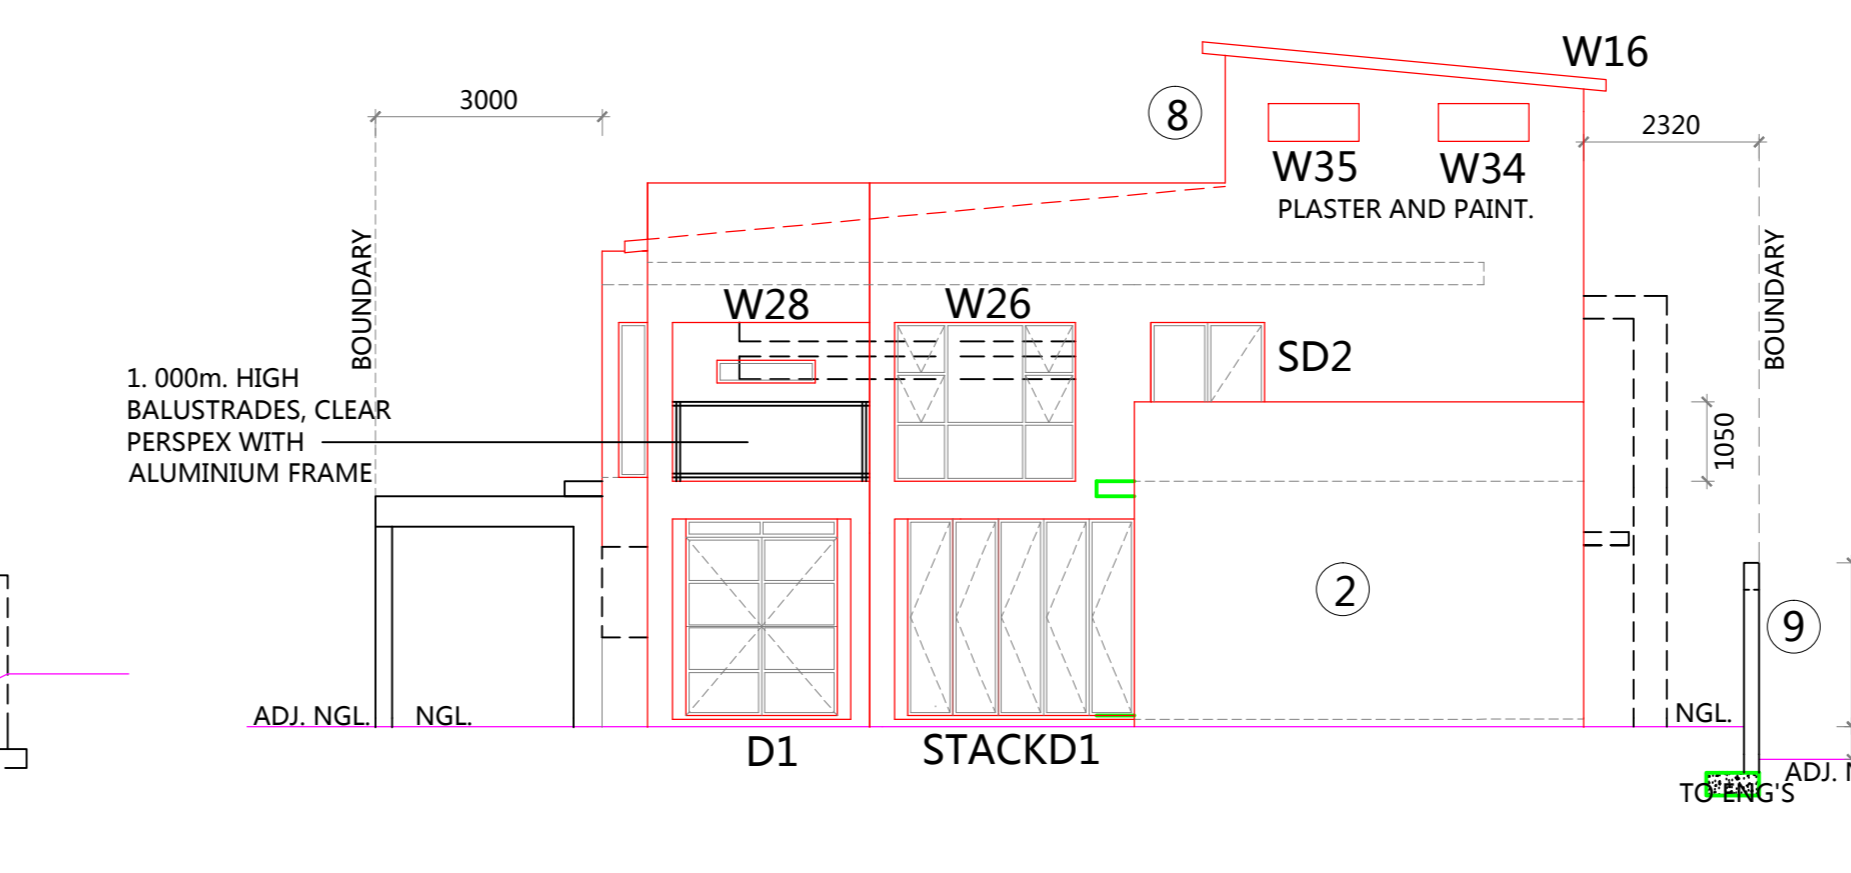 W16
3000
8
2320
W35
W34
PLASTER AND PAINT.
BOUNDARY
BOUNDARY
W28
W26
SD2
1. 000m. HIGH
BALUSTRADES, CLEAR
PERSPEX WITH
ALUMINIUM FRAME
1050
2
9
ADJ. NGL.
NGL.
NGL.
D1
STACKD1
ADJ.
TO ENG'S